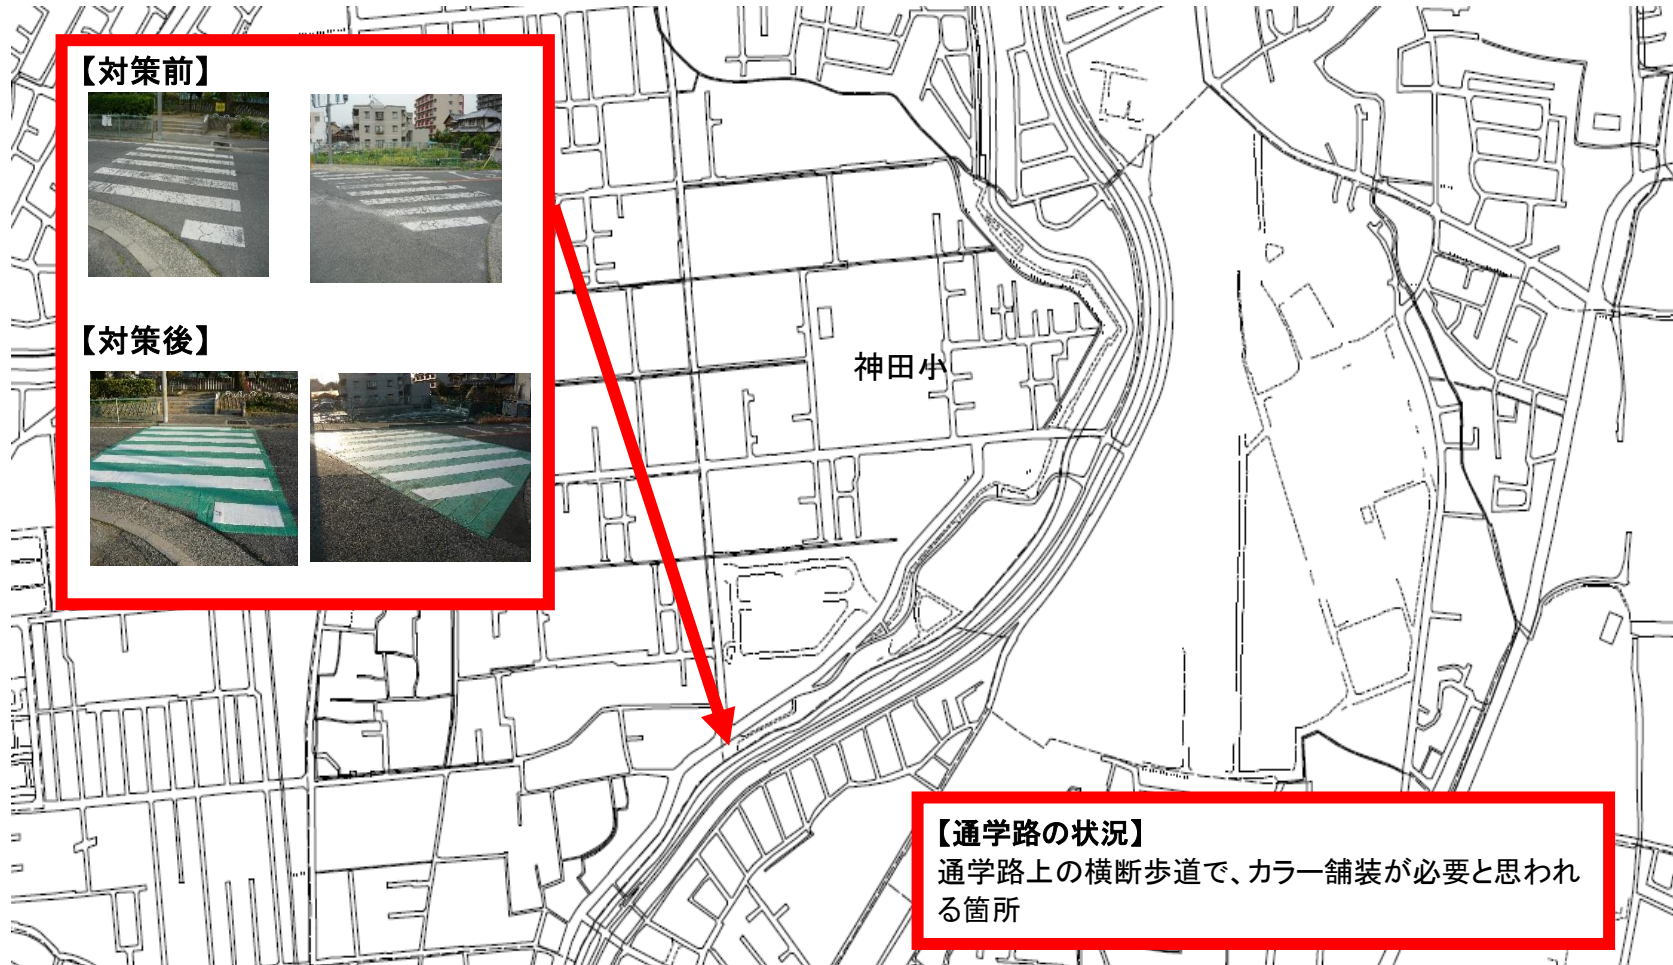 【対策前】
【対策後】
神田小
【通学路の状況】
通学路上の横断歩道で、カラー舗装が必要と思われ
る箇所